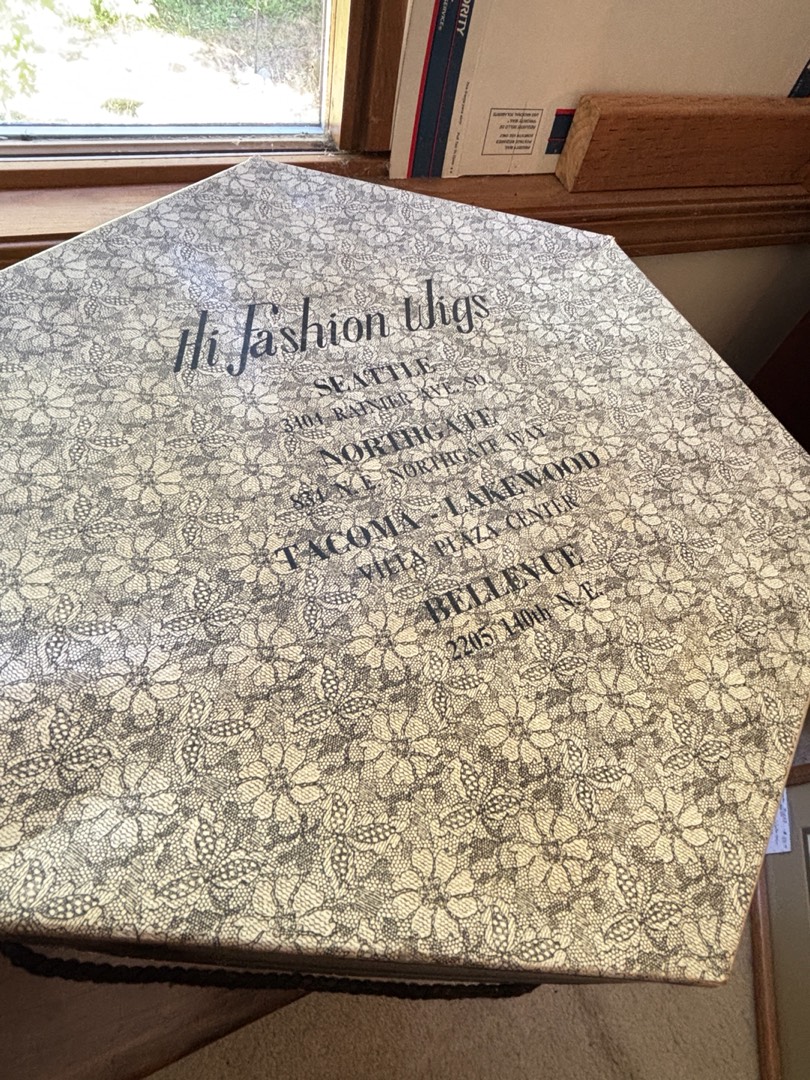 Hi Fashion Wigs
SEATTLE
3404 RAINIER AVE. SO.
NORTHGATE
834 N.E. NORTHGATE WAY
TACOMA - LAKEWOOD
VILLA PLAZA CENTER
BELLEVUE
2205 140th N.E.